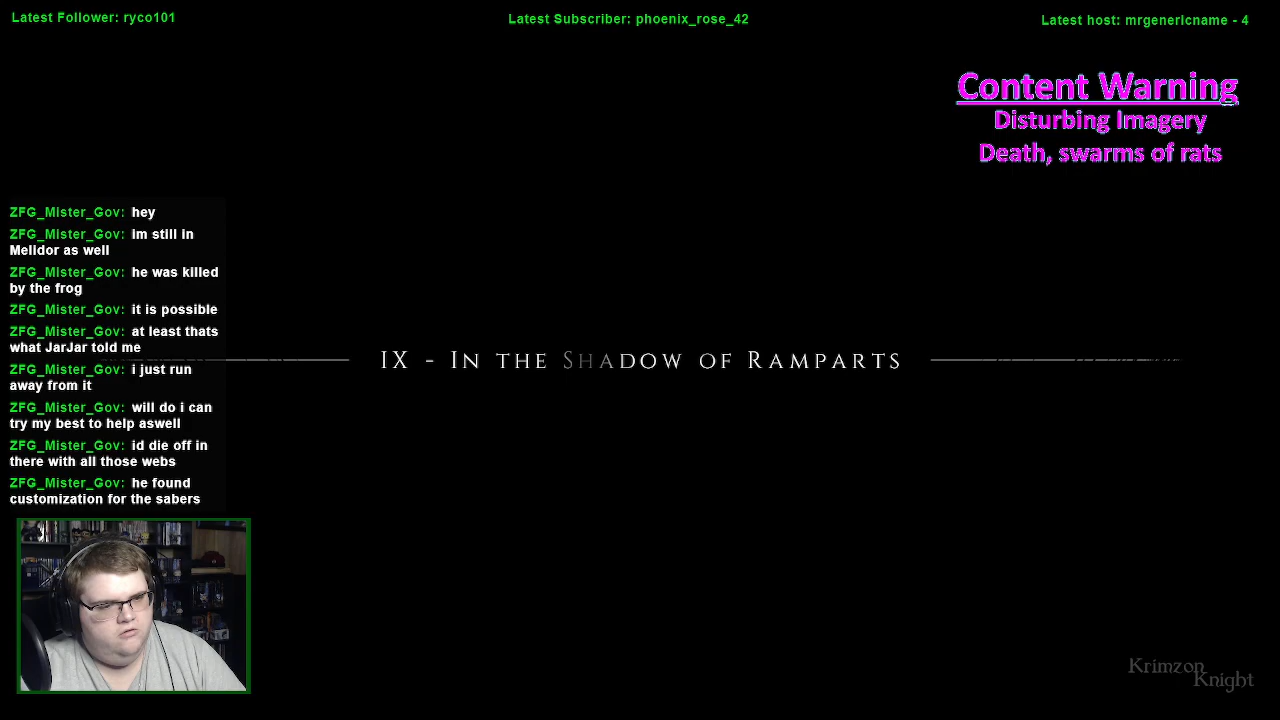 Latest Follower: ryco101
Latest Subscriber: phoenix_rose_42
Latest host: mrgenericname - 4
Content Warning
Disturbing Imagery
Death, swarms of rats
ZFG_Mister_Gov: hey
ZFG_Mister_Gov: im still in
Melldor as well
ZFG_Mister_Gov: he was killed
by the frog
ZFG_Mister_Gov: it is possible
ZFG_Mister_Gov: at least thats
what JarJar told me
ZFG_Mister_Gov: i just run
away from it
ZFG_Mister_Gov: will do i can
try my best to help aswell
ZFG_Mister_Gov: id die off in
there with all those webs
ZFG_Mister_Gov: he found
customization for the sabers
IX - In the Shadow of Ramparts
Krimzon
Knight